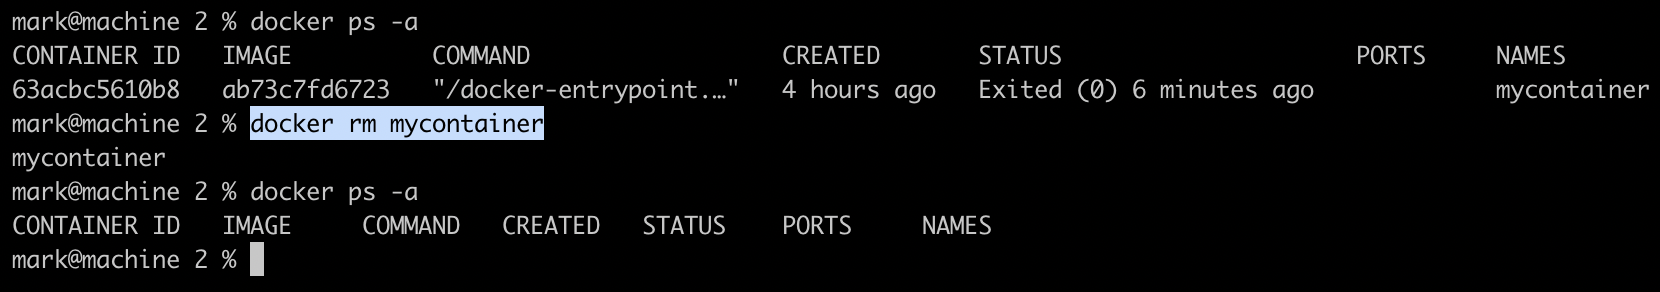 mark@machine 2 % docker ps -a
CONTAINER ID   IMAGE          COMMAND                  CREATED       STATUS                     PORTS     NAMES
63acbc5610b8   ab73c7fd6723   "/docker-entrypoint.…"   4 hours ago   Exited (0) 6 minutes ago             mycontainer
mark@machine 2 % docker rm mycontainer
mycontainer
mark@machine 2 % docker ps -a
CONTAINER ID   IMAGE     COMMAND   CREATED   STATUS    PORTS     NAMES
mark@machine 2 %